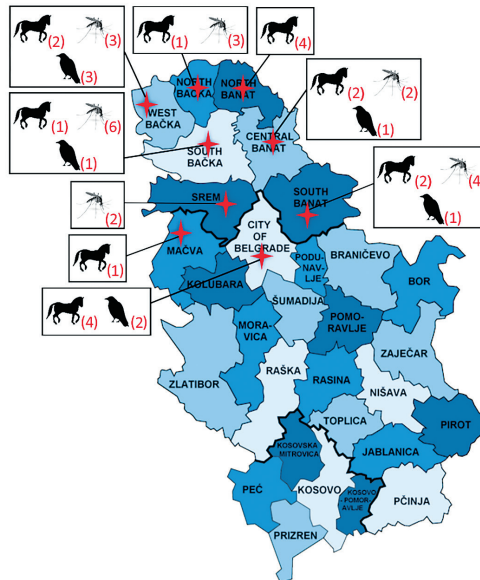 (2)
(3)
(3)
(1)
(3)
(4)
(2)
(2)
(1)
(1)
(6)
(1)
(2)
(4)
(1)
(2)
(1)
(4)
(2)
NORTH
BAČKA
NORTH
BANAT
WEST
BAČKA
CENTRAL
BANAT
SOUTH
BAČKA
SREM
SOUTH
BANAT
CITY
OF
BELGRADE
MAČVA
PODU-
NAV-
LJE
BRANIČEVO
BOR
KOLUBARA
ŠUMADIJA
POMO-
RAVLJE
MORA-
VICA
ZAJEČAR
ZLATIBOR
RAŠKA
RASINA
NIŠAVA
TOPLICA
PIROT
KOSOVSKA
MITROVICA
JABLANICA
PEČ
KOSOVO
KOSOVO
-POMOR-
AVLJE
PČINJA
PRIZREN